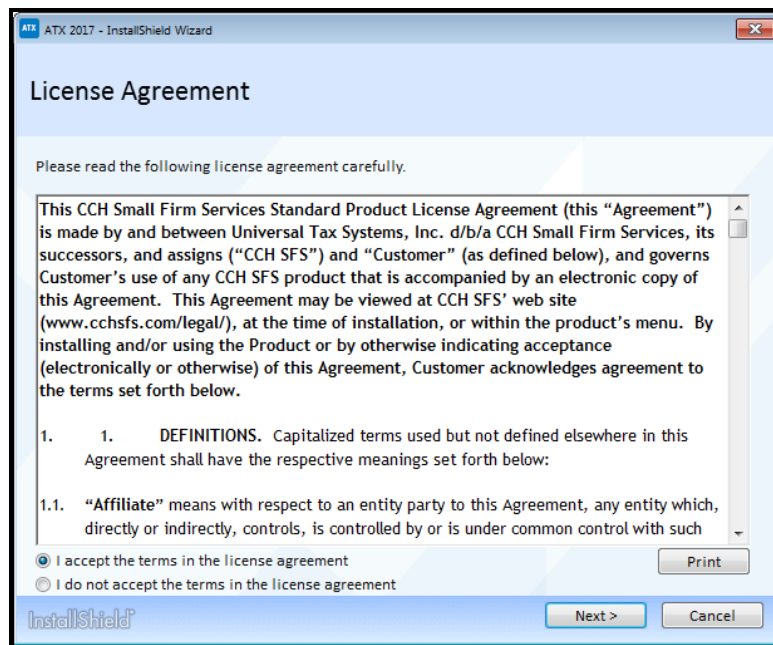 ATX ATX 2017 - InstallShield Wizard
License Agreement
Please read the following license agreement carefully.
This CCH Small Firm Services Standard Product License Agreement (this “Agreement”)
is made by and between Universal Tax Systems, Inc. d/b/a CCH Small Firm Services, its
successors, and assigns (“CCH SFS”) and “Customer” (as defined below), and governs
Customer’s use of any CCH SFS product that is accompanied by an electronic copy of
this Agreement.  This Agreement may be viewed at CCH SFS’ web site
(www.cchsfs.com/legal/), at the time of installation, or within the product’s menu.  By
installing and/or using the Product or by otherwise indicating acceptance
(electronically or otherwise) of this Agreement, Customer acknowledges agreement to
the terms set forth below.
1. 1. DEFINITIONS.  Capitalized terms used but not defined elsewhere in this
Agreement shall have the respective meanings set forth below:
1.1. “Affiliate” means with respect to an entity party to this Agreement, any entity which,
directly or indirectly, controls, is controlled by or is under common control with such
I accept the terms in the license agreement
Print
I do not accept the terms in the license agreement
InstallShield
Next >
Cancel